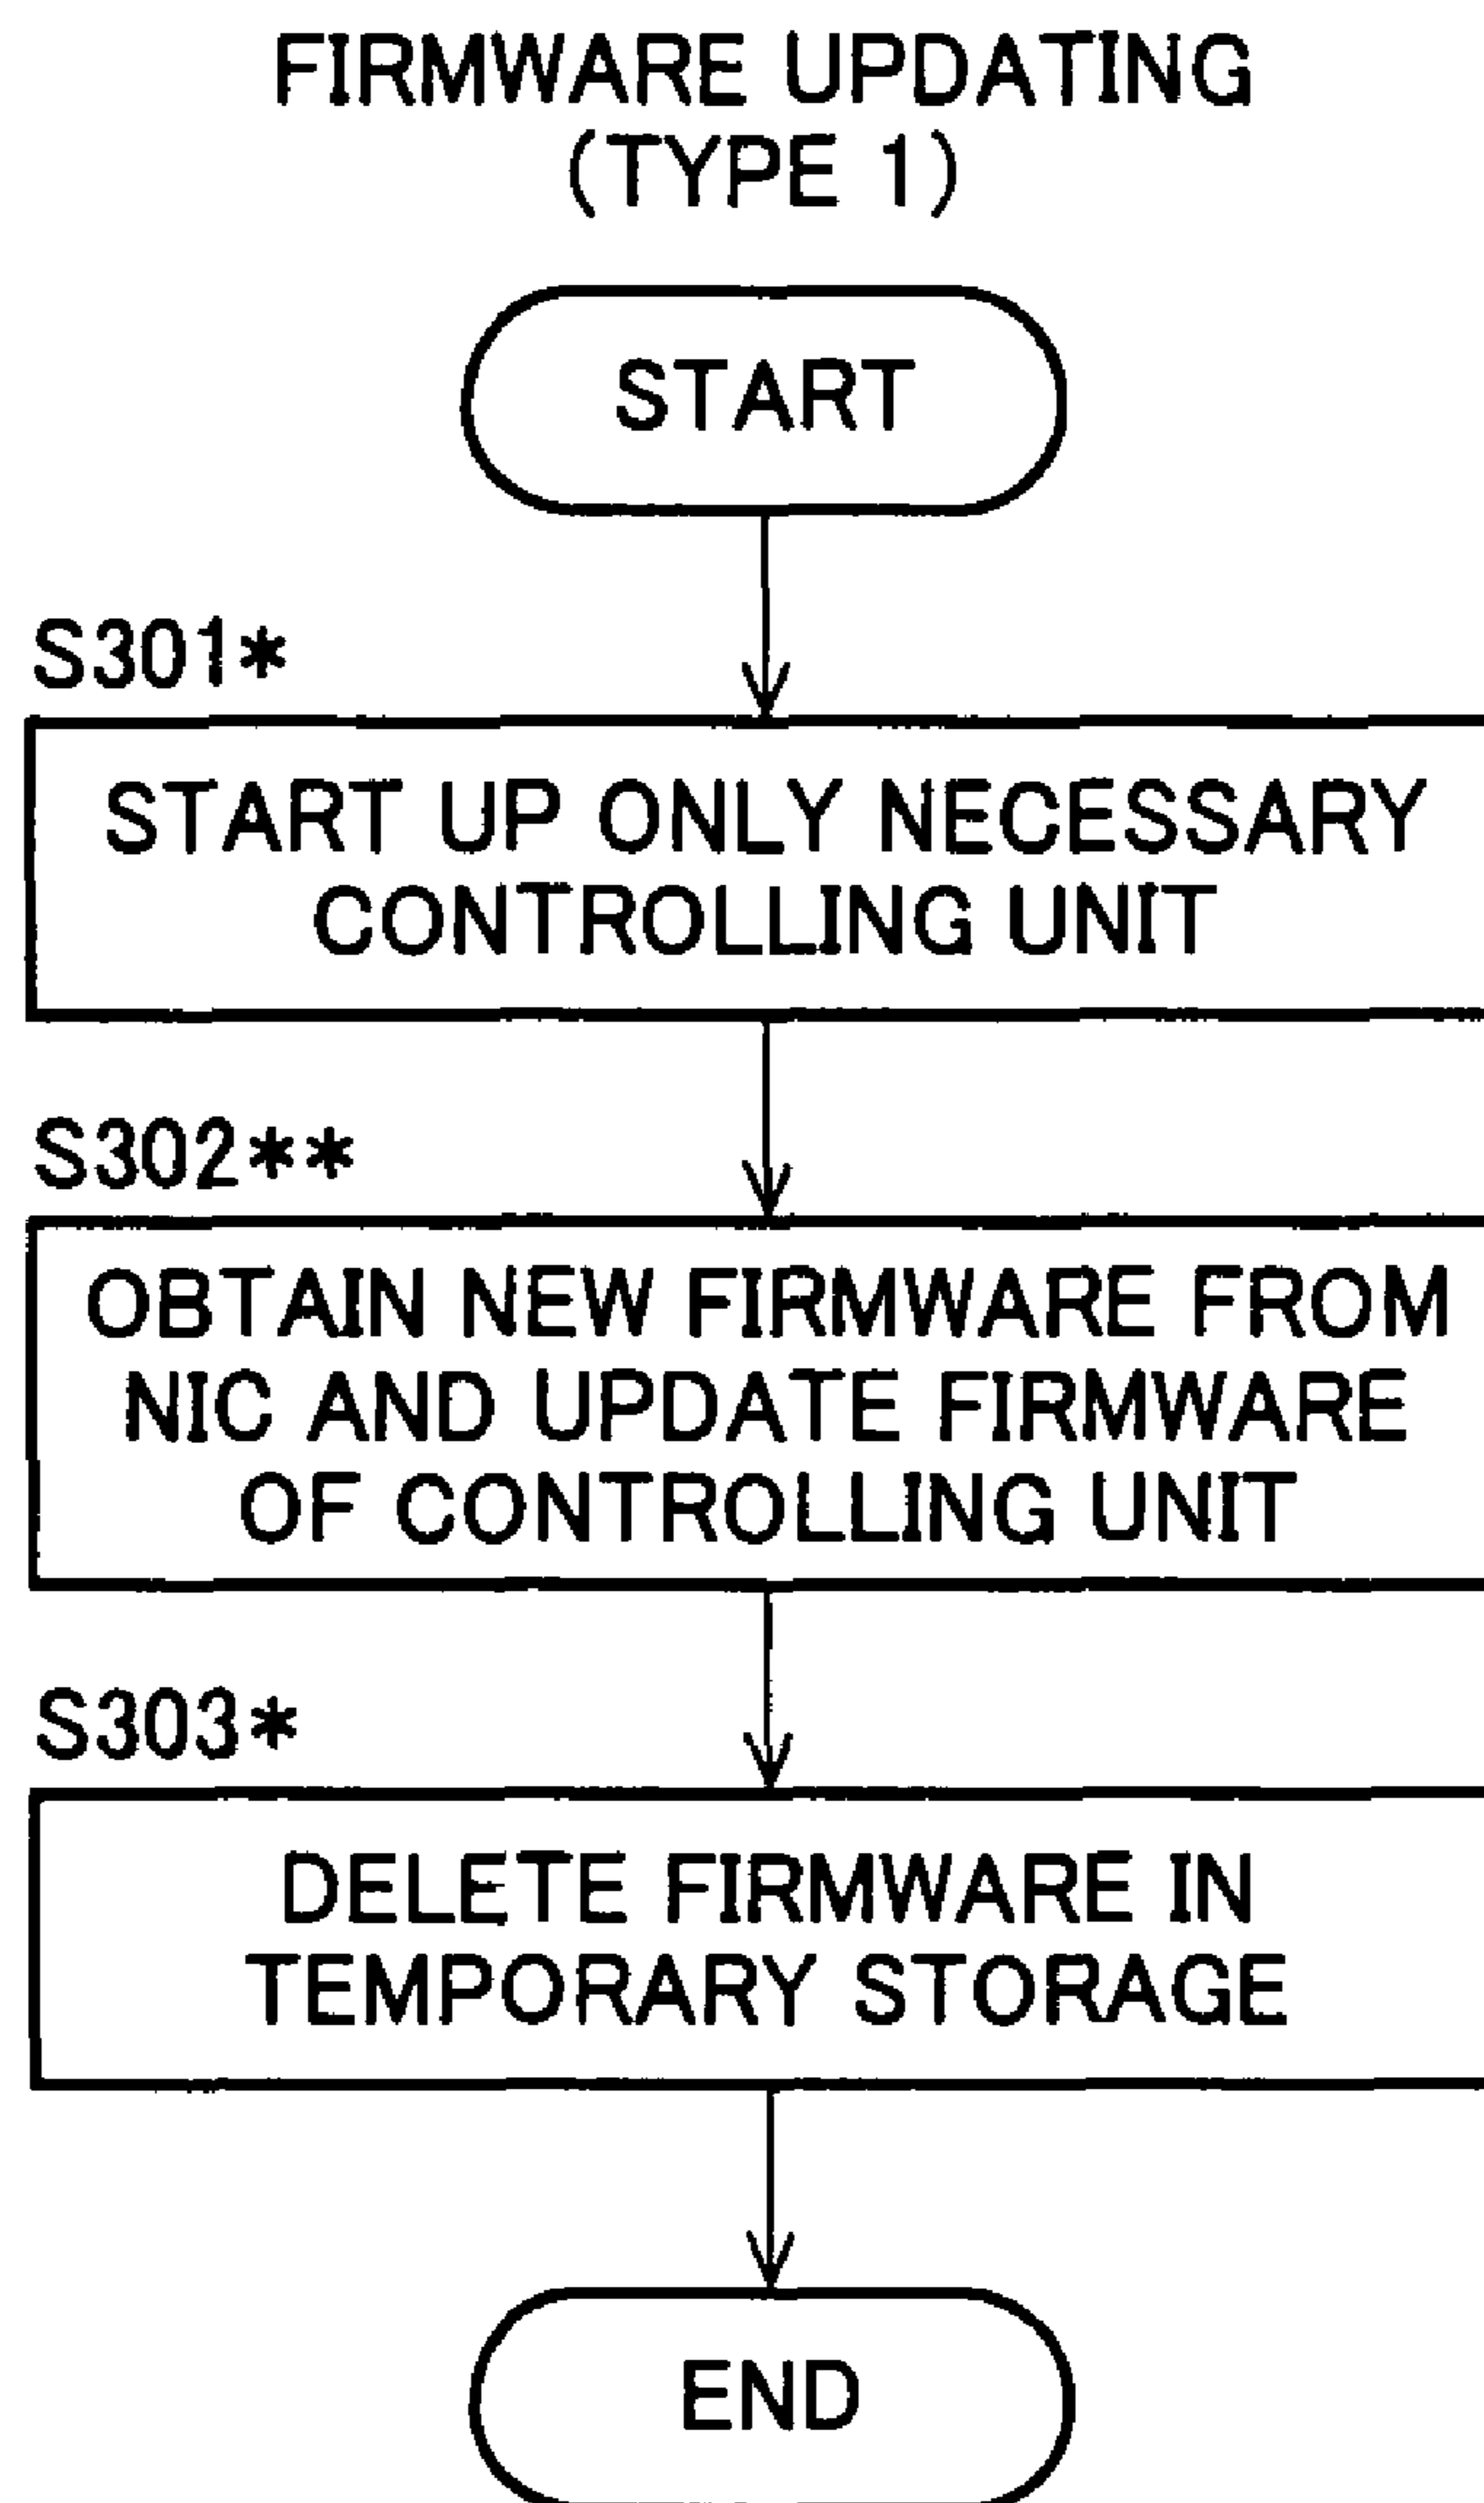 FIRMWARE UPDATING
(TYPE 1)
START
S301*
START UP ONLY NECESSARY
CONTROLLING UNIT
S302**
OBTAIN NEW FIRMWARE FROM
NIC AND UPDATE FIRMWARE
OF CONTROLLING UNIT
S303*
DELETE FIRMWARE IN
TEMPORARY STORAGE
END